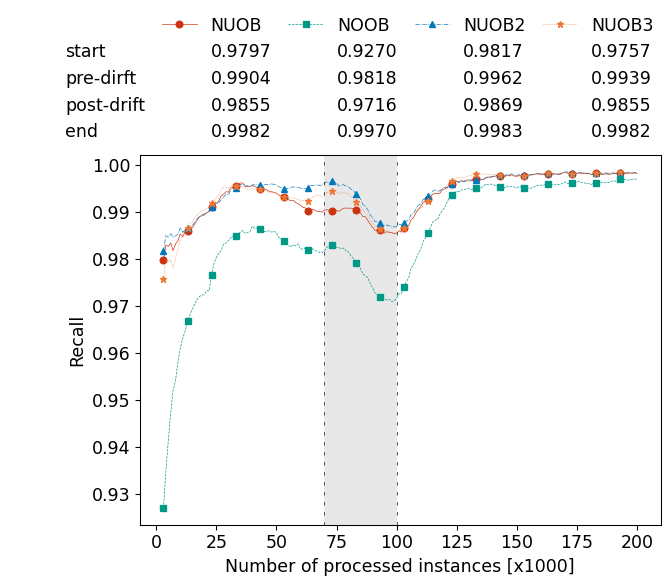 NUOB NOOB NUOB2 NUOB3
start 0.9797 0.9270 0.9817 0.9757
pre-dirft 0.9904 0.9818 0.9962 0.9939
post-drift 0.9855 0.9716 0.9869 0.9855
end 0.9982 0.9970 0.9983 0.9982
1.00
0.99
0.98
0.97
0.96
0.95
0.94
0.93
Recall
0 25 50 75 100 125 150 175 200
Number of processed instances [x1000]